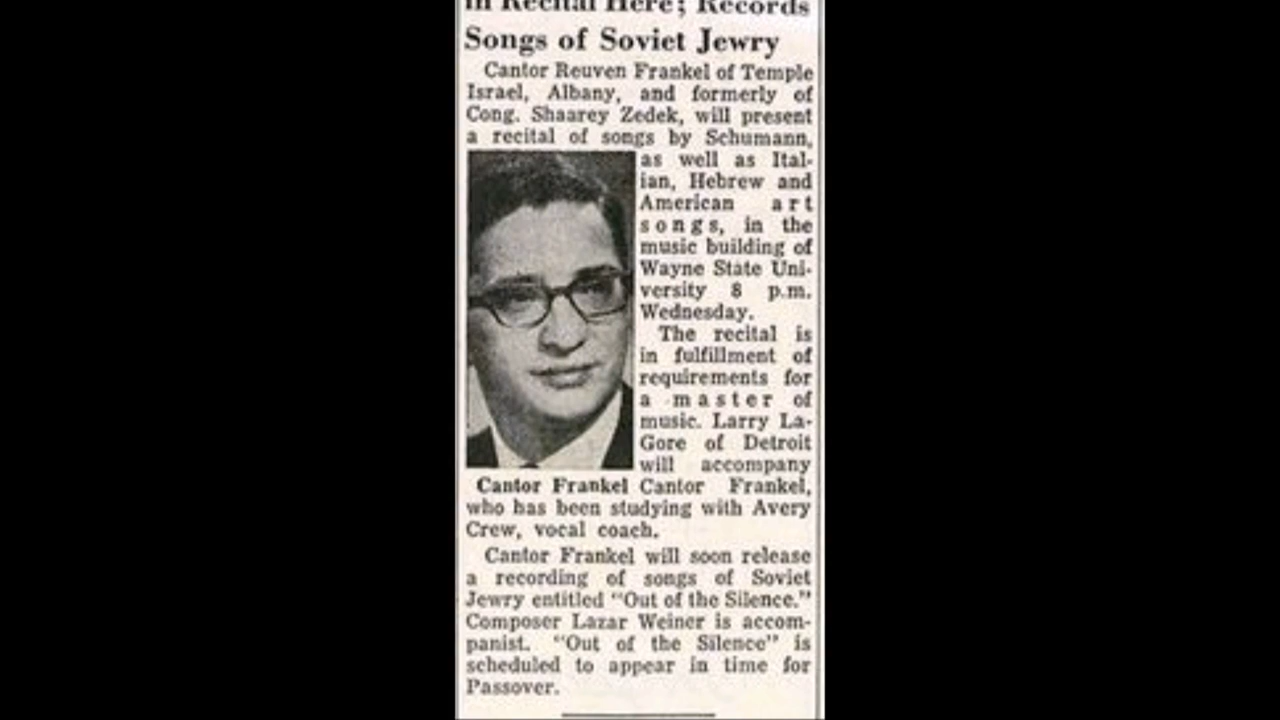 in Recital Here; Records
Songs of Soviet Jewry
Cantor Reuven Frankel of Temple
Israel, Albany, and formerly of
Cong. Shaarey Zedek, will present
a recital of songs by Schumann,
as well as Ital-
ian, Hebrew and
American art
songs, in the
music building of
Wayne State Uni-
versity 8 p.m.
Wednesday.
The recital is
in fulfillment of
requirements for
a master of
music. Larry La-
Gore of Detroit
will accompany
Cantor Frankel Cantor Frankel,
who has been studying with Avery
Crew, vocal coach.
Cantor Frankel will soon release
a recording of songs of Soviet
Jewry entitled "Out of the Silence."
Composer Lazar Weiner is accom-
panist. "Out of the Silence" is
scheduled to appear in time for
Passover.